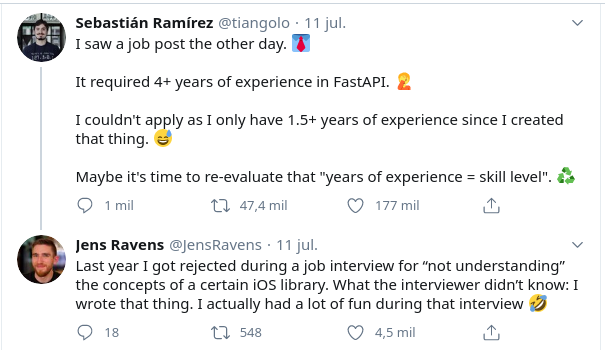 Sebastián Ramírez @tiangolo · 11 jul.
I saw a job post the other day. 👔
It required 4+ years of experience in FastAPI. 🤦
I couldn't apply as I only have 1.5+ years of experience since I created
that thing. 😅
Maybe it's time to re-evaluate that "years of experience = skill level". ♻
1 mil 47,4 mil 177 mil
Jens Ravens @JensRavens · 11 jul.
Last year I got rejected during a job interview for “not understanding”
the concepts of a certain iOS library. What the interviewer didn’t know: I
wrote that thing. I actually had a lot of fun during that interview 🤣
18 548 4,5 mil